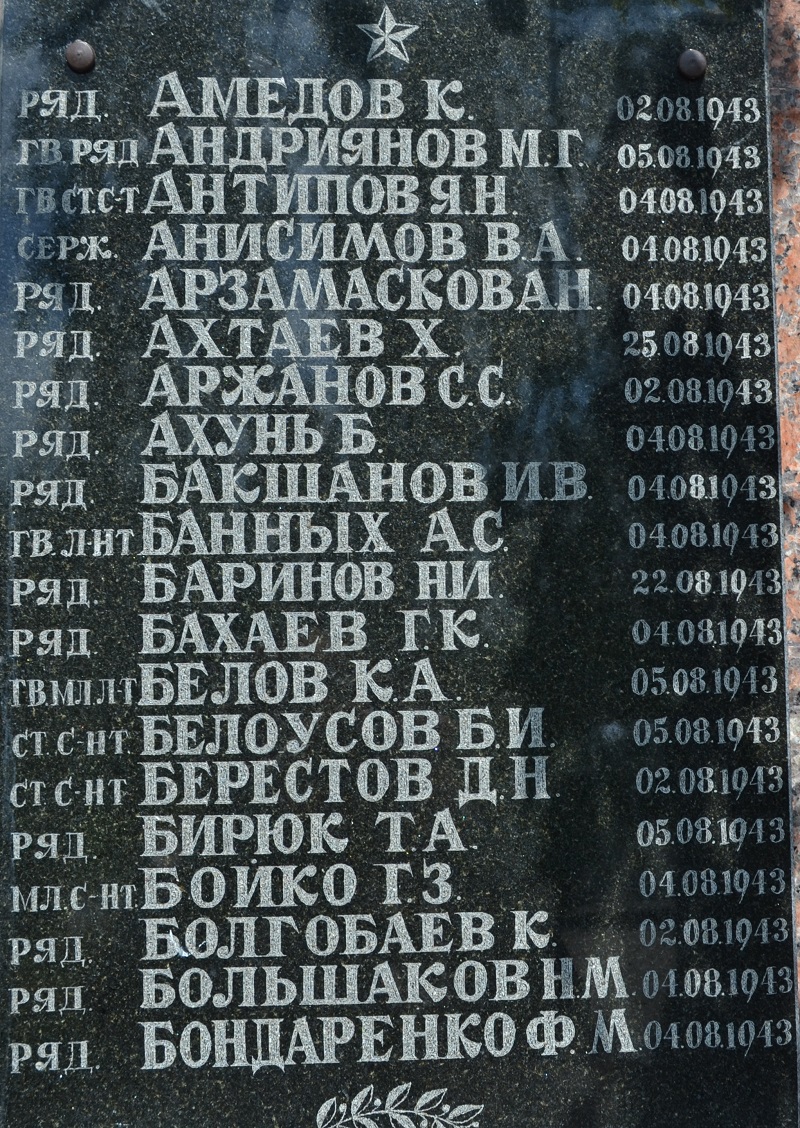 РЯД. АМЕДОВ К. 02.08.1943
ГВ.РЯД АНДРИЯНОВ М.Г. 05.08.1943
ГВ.СТ.С-Т АНТИПОВ Я.Н. 04.08.1943
СЕРЖ. АНИСИМОВ В.А. 04.08.1943
РЯД. АРЗАМАСКОВ А.Н. 04.08.1943
РЯД. АХТАЕВ Х. 25.08.1943
РЯД. АРЖАНОВ С.С. 02.08.1943
РЯД. АХУНЬ Б. 04.08.1943
РЯД. БАКШАНОВ И.В. 04.08.1943
ГВ.Л-НТ БАННЫХ А.С. 04.08.1943
РЯД. БАРИНОВ Н.И. 22.08.1943
РЯД. БАХАЕВ Г.К. 04.08.1943
ГВ.МЛ.Л-Т БЕЛОВ К.А. 05.08.1943
СТ.С-НТ. БЕЛОУСОВ Б.И. 05.08.1943
СТ С-НТ БЕРЕСТОВ Д.Н. 02.08.1943
РЯД. БИРЮК Т.А. 05.08.1943
МЛ.С-НТ. БОЙКО Г.З. 04.08.1943
РЯД. БОЛГОБАЕВ К. 02.08.1943
РЯД. БОЛЬШАКОВ Н.М. 04.08.1943
РЯД. БОНДАРЕНКО Ф.М. 04.08.1943